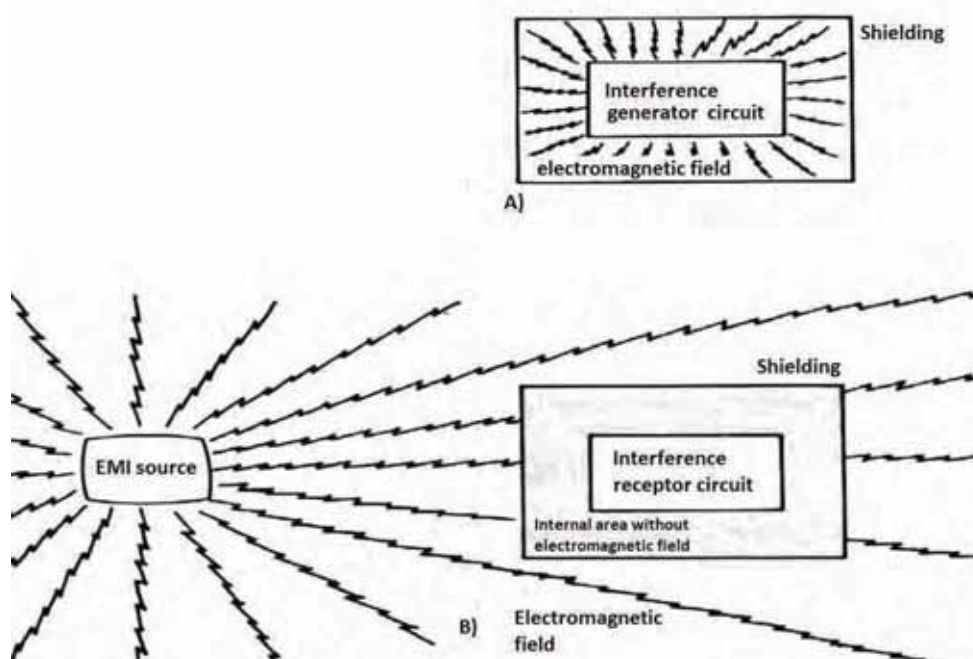 Shielding
Interference
generator circuit
electromagnetic field
A)
Shielding
EMI source
Interference
receptor circuit
Internal area without
electromagnetic field
B)
Electromagnetic
field